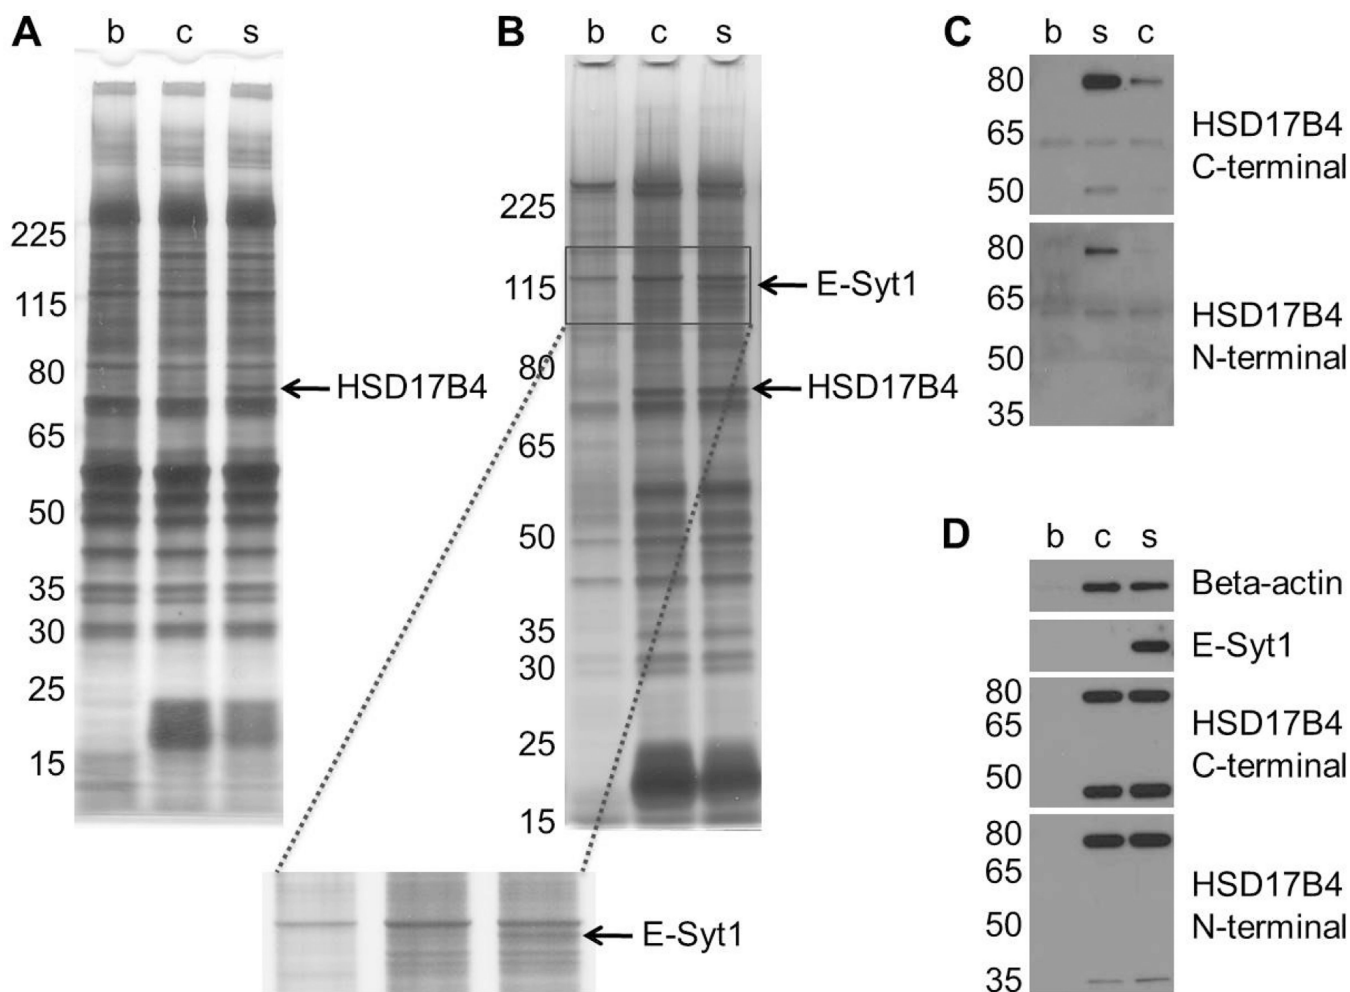 A
b c s
225
115
80
65
50
35
30
25
15
HSD17B4
B
b c s
225
115
80
65
50
35
30
25
15
E-Syt1
HSD17B4
E-Syt1
C
b s c
80
65
50
HSD17B4
C-terminal
80
65
50
35
HSD17B4
N-terminal
D
b c s
Beta-actin
E-Syt1
80
65
50
HSD17B4
C-terminal
80
65
50
35
HSD17B4
N-terminal